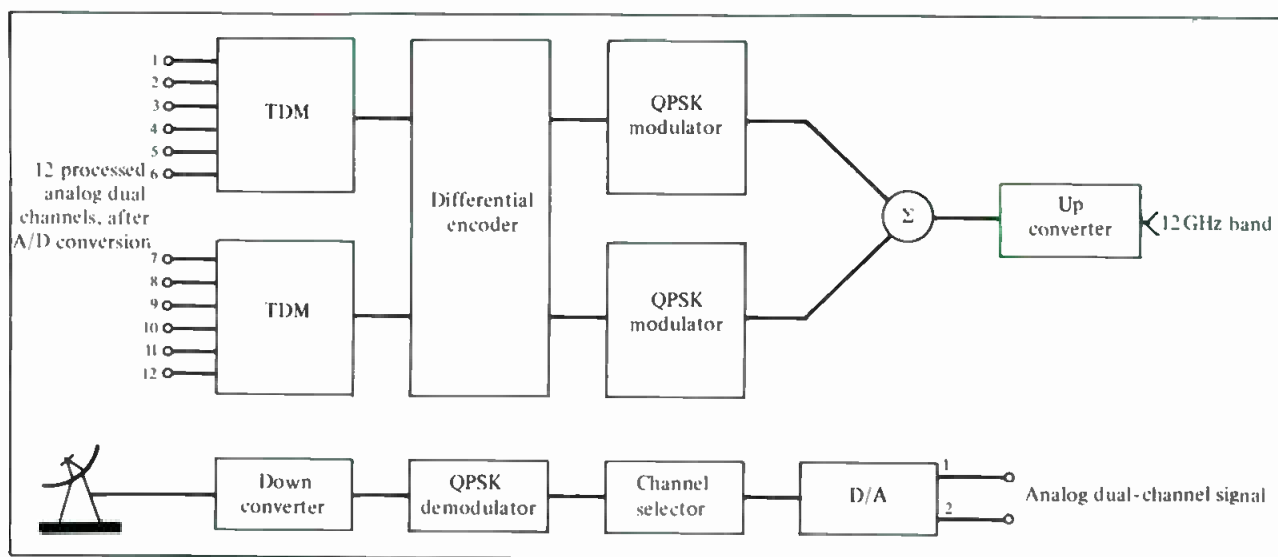 1
2
3
4
5
6
12 processed
analog dual
channels, after
A/D conversion
7
8
9
10
11
12
TDM
TDM
Differential
encoder
QPSK
modulator
QPSK
modulator
Σ
Up
converter
12GHz band
Down
converter
QPSK
demodulator
Channel
selector
D/A
1
2
Analog dual-channel signal